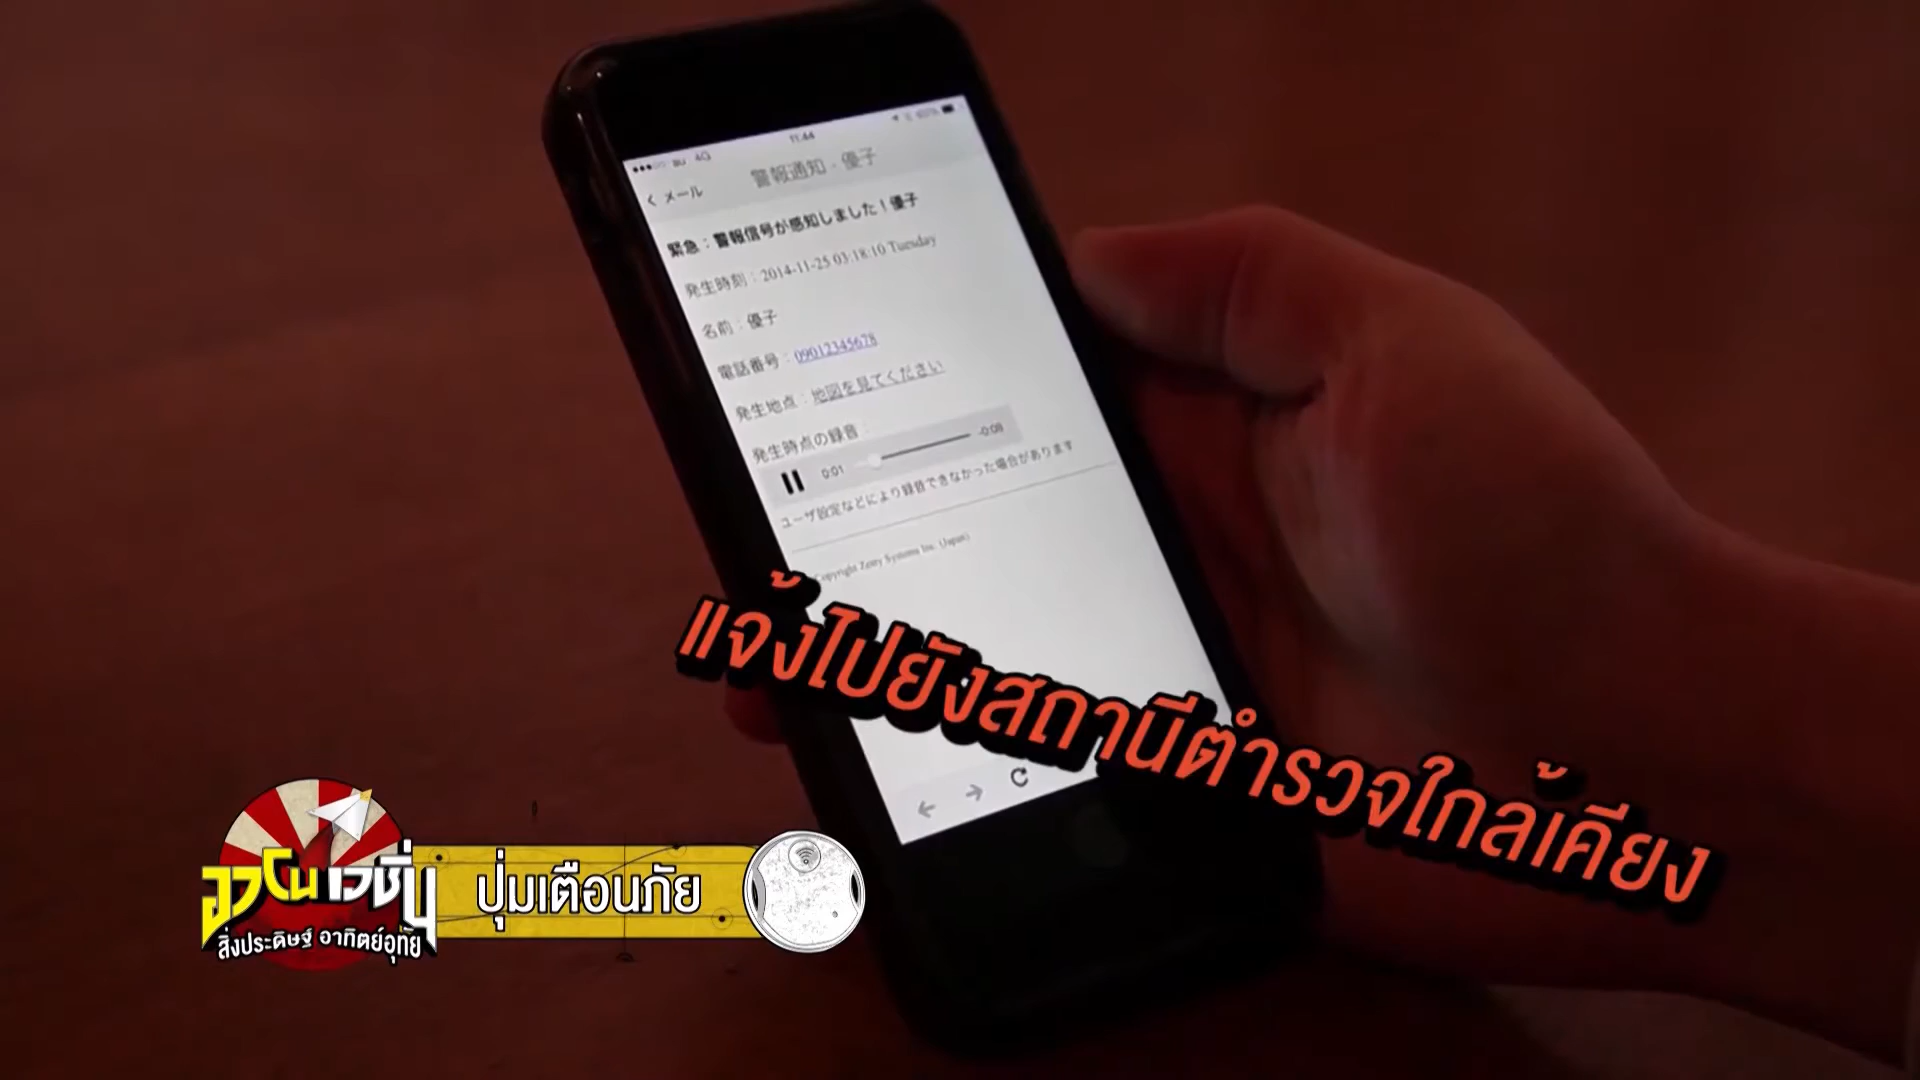 au 4G
11:44
< メール
警報通知 - 優子
緊急：警報信号が感知しました！優子
発生時刻：2014-11-25 03:18:10 Tuesday
名前：優子
電話番号：09012345678
発生地点：地図を見てください
発生時点の録音：
0:01
-0:08
ユーザ設定などにより録音できなかった場合があります
Systems Inc. (Japan)
แจ้งไปยังสถานีตำรวจใกล้เคียง
ปุ่มเตือนภัย
สิ่งประดิษฐ์ อาทิตย์อุทัย